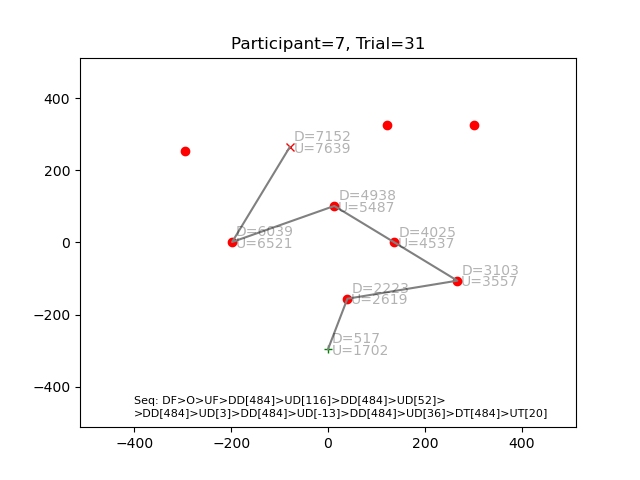 Participant=7, Trial=31
400
200
0
−200
−400
D=7152
U=7639
D=4938
U=5487
D=6039
U=6521
D=4025
U=4537
D=3103
U=3557
D=2223
U=2619
D=517
U=1702
Seq: DF>O>UF>DD[484]>UD[116]>DD[484]>UD[52]>
>DD[484]>UD[3]>DD[484]>UD[-13]>DD[484]>UD[36]>DT[484]>UT[20]
−400 −200 0 200 400